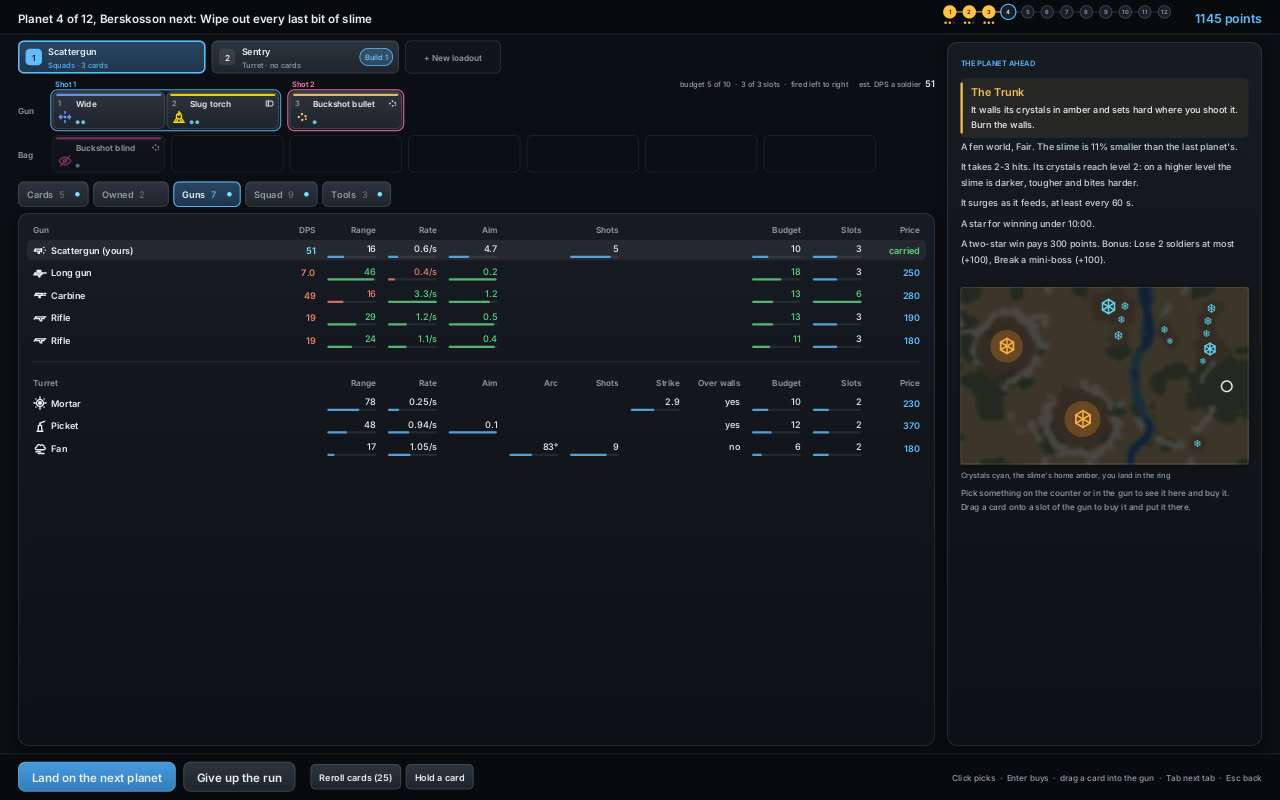 Planet 4 of 12, Berskosson next: Wipe out every last bit of slime
1 2 3 4 5 6 7 8 9 10 11 12
1145 points
1 Scattergun
Squads · 3 cards
2 Sentry
Turret · no cards
Build 1
+ New loadout
Shot 1
Shot 2
budget 5 of 10 · 3 of 3 slots · fired left to right est. DPS a soldier 51
Gun
1 Wide
2 Slug torch
3 Buckshot bullet
Bag
Buckshot blind
Cards 5
Owned 2
Guns 7
Squad 9
Tools 3
Gun DPS Range Rate Aim Shots Budget Slots Price
Scattergun (yours) 51 16 0.6/s 4.7 5 10 3 carried
Long gun 7.0 46 0.4/s 0.2 18 3 250
Carbine 49 16 3.3/s 1.2 13 6 280
Rifle 19 29 1.2/s 0.5 13 3 190
Rifle 19 24 1.1/s 0.4 11 3 180
Turret Range Rate Aim Arc Shots Strike Over walls Budget Slots Price
Mortar 78 0.25/s 2.9 yes 10 2 230
Picket 48 0.94/s 0.1 yes 12 2 370
Fan 17 1.05/s 83° 9 no 6 2 180
THE PLANET AHEAD
The Trunk
It walls its crystals in amber and sets hard where you shoot it.
Burn the walls.
A fen world, Fair. The slime is 11% smaller than the last planet's.
It takes 2-3 hits. Its crystals reach level 2: on a higher level the
slime is darker, tougher and bites harder.
It surges as it feeds, at least every 60 s.
A star for winning under 10:00.
A two-star win pays 300 points. Bonus: Lose 2 soldiers at most
(+100), Break a mini-boss (+100).
Crystals cyan, the slime's home amber, you land in the ring
Pick something on the counter or in the gun to see it here and buy it.
Drag a card onto a slot of the gun to buy it and put it there.
Land on the next planet
Give up the run
Reroll cards (25)
Hold a card
Click picks · Enter buys · drag a card into the gun · Tab next tab · Esc back